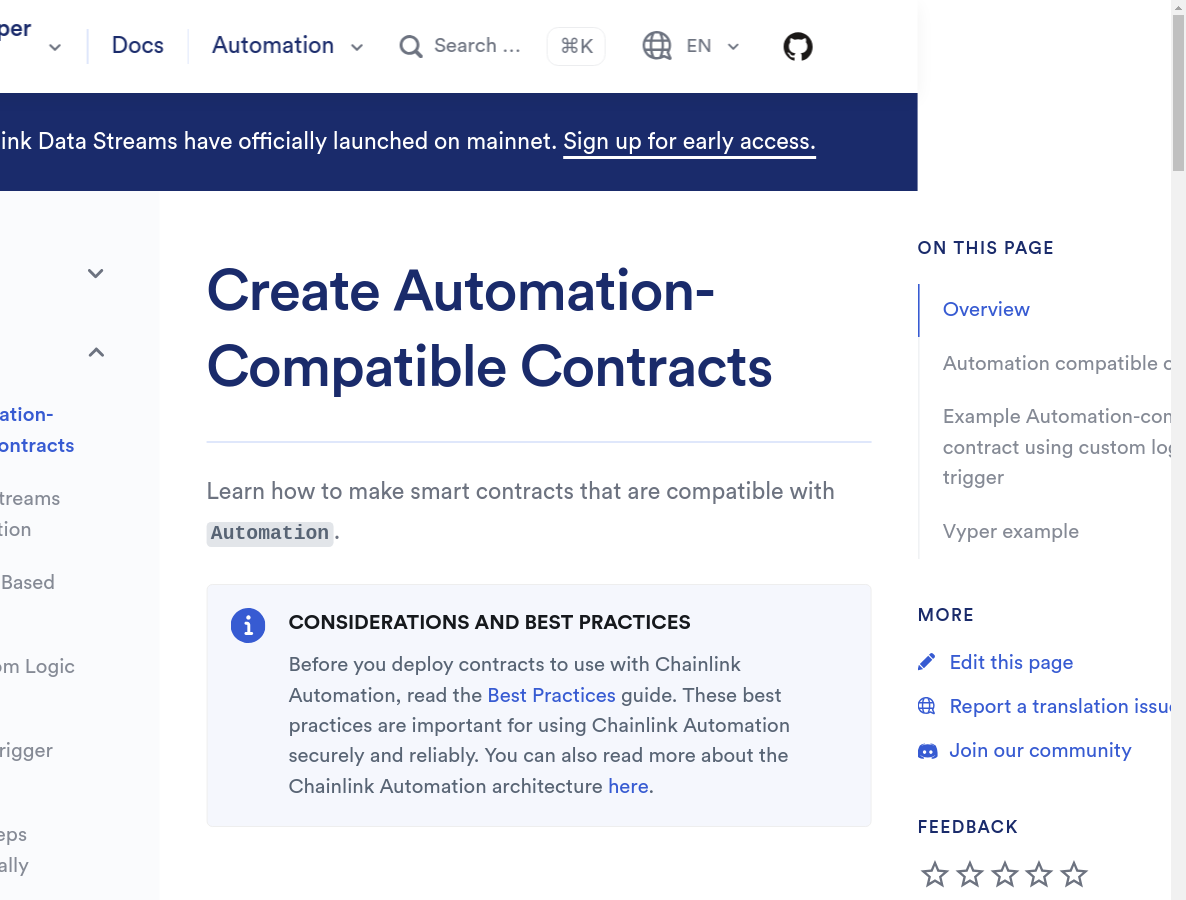 per
Docs
Automation
Search ...
⌘K
EN
ink Data Streams have officially launched on mainnet. Sign up for early access.
ation-
ontracts
treams
tion
Based
om Logic
rigger
eps
ally
Create Automation-
Compatible Contracts
Learn how to make smart contracts that are compatible with
Automation.
CONSIDERATIONS AND BEST PRACTICES
Before you deploy contracts to use with Chainlink
Automation, read the Best Practices guide. These best
practices are important for using Chainlink Automation
securely and reliably. You can also read more about the
Chainlink Automation architecture here.
ON THIS PAGE
Overview
Automation compatible c
Example Automation-con
contract using custom log
trigger
Vyper example
MORE
Edit this page
Report a translation issu
Join our community
FEEDBACK